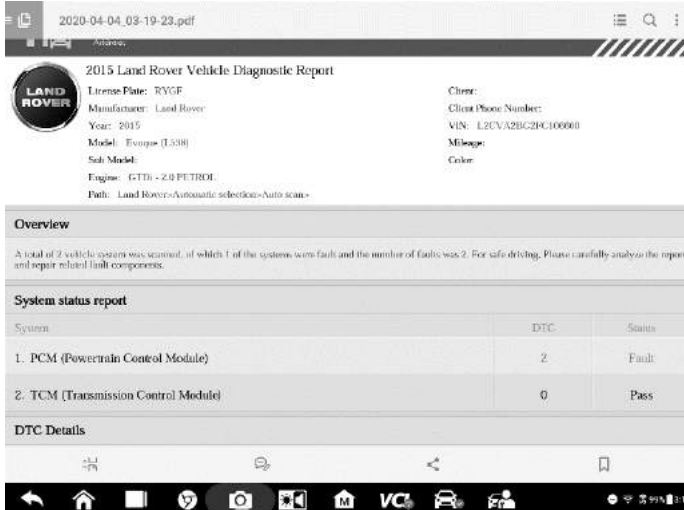 2020-04-04_03-19-23.pdf
Address:
LAND
ROVER
2015 Land Rover Vehicle Diagnostic Report
License Plate: RYGF
Client:
Manufacturer: Land Rover
Client Phone Number:
Year: 2015
VIN:
Model: Evoque (L538)
Mileage:
Sub Model:
Color:
Engine: GTDi - 2.0 PETROL
Path: Land Rover>Automatic selection>Auto scan>
Overview
A total of 2 vehicle system was scanned, of which 1 of the systems were fault and the number of faults was 2. For safe driving, Please carefully analyze the report
and repair related fault components.
System status report
System DTC Status
1. PCM (Powertrain Control Module) 2 Fault
2. TCM (Transmission Control Module) 0 Pass
DTC Details
M VCI 99%